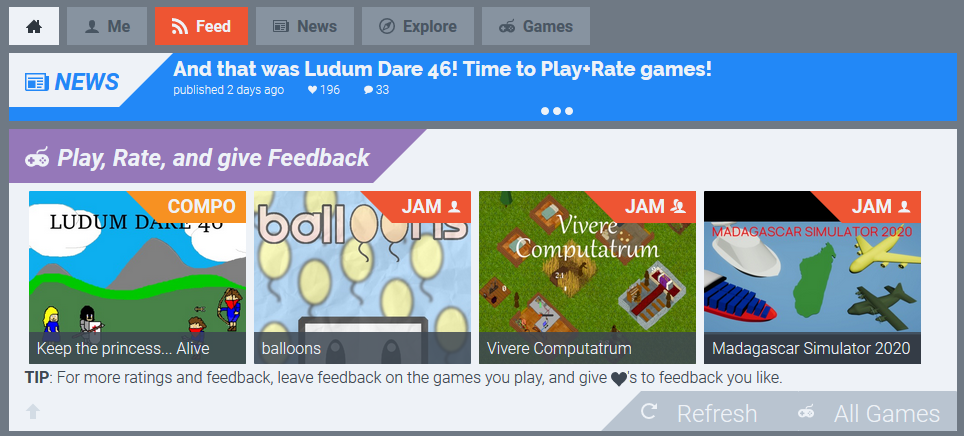 Me
Feed
News
Explore
Games
NEWS
And that was Ludum Dare 46! Time to Play+Rate games!
published 2 days ago 196 33
Play, Rate, and give Feedback
COMPO
LUDUM DARE 46
Keep the princess... Alive
JAM
balloons
balloons
JAM
Vivere
Computatrum
21
0
Vivere Computatrum
JAM
MADAGASCAR SIMULATOR 2020
Madagascar Simulator 2020
TIP: For more ratings and feedback, leave feedback on the games you play, and give 's to feedback you like.
Refresh
All Games